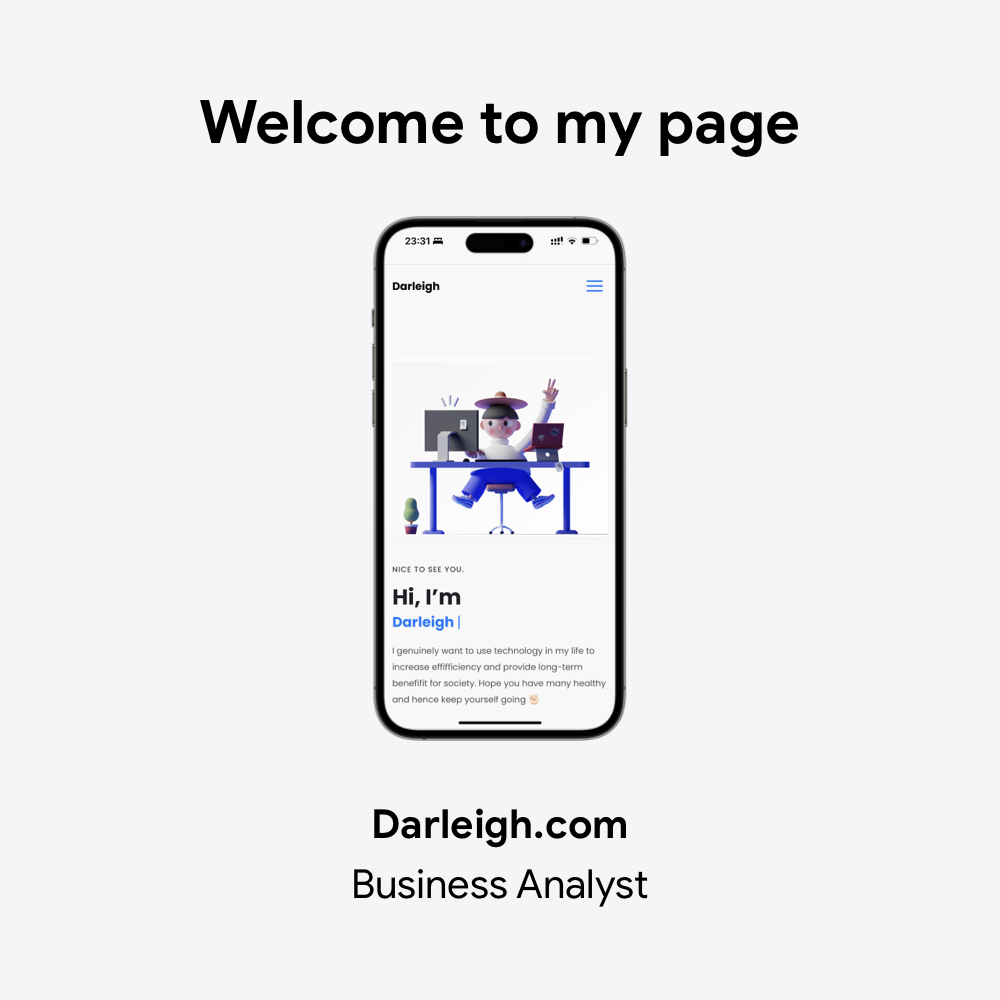 Welcome to my page
23:31
Darleigh
NICE TO SEE YOU.
Hi, I’m
Darleigh
I genuinely want to use technology in my life to
increase effifficiency and provide long-term
benefifit for society. Hope you have many healthy
and hence keep yourself going ✊🏻
Darleigh.com
Business Analyst